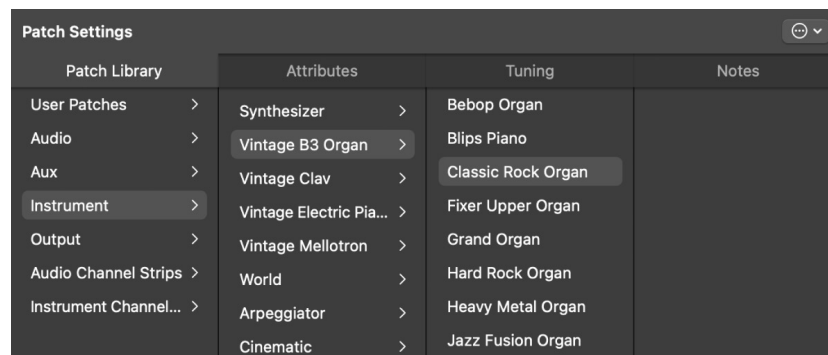 Patch Settings
Patch Library
Attributes
Tuning
Notes
User Patches
Audio
Aux
Instrument
Output
Audio Channel Strips
Instrument Channel...
Synthesizer
Vintage B3 Organ
Vintage Clav
Vintage Electric Pia...
Vintage Mellotron
World
Arpeggiator
Cinematic
Bebop Organ
Blips Piano
Classic Rock Organ
Fixer Upper Organ
Grand Organ
Hard Rock Organ
Heavy Metal Organ
Jazz Fusion Organ